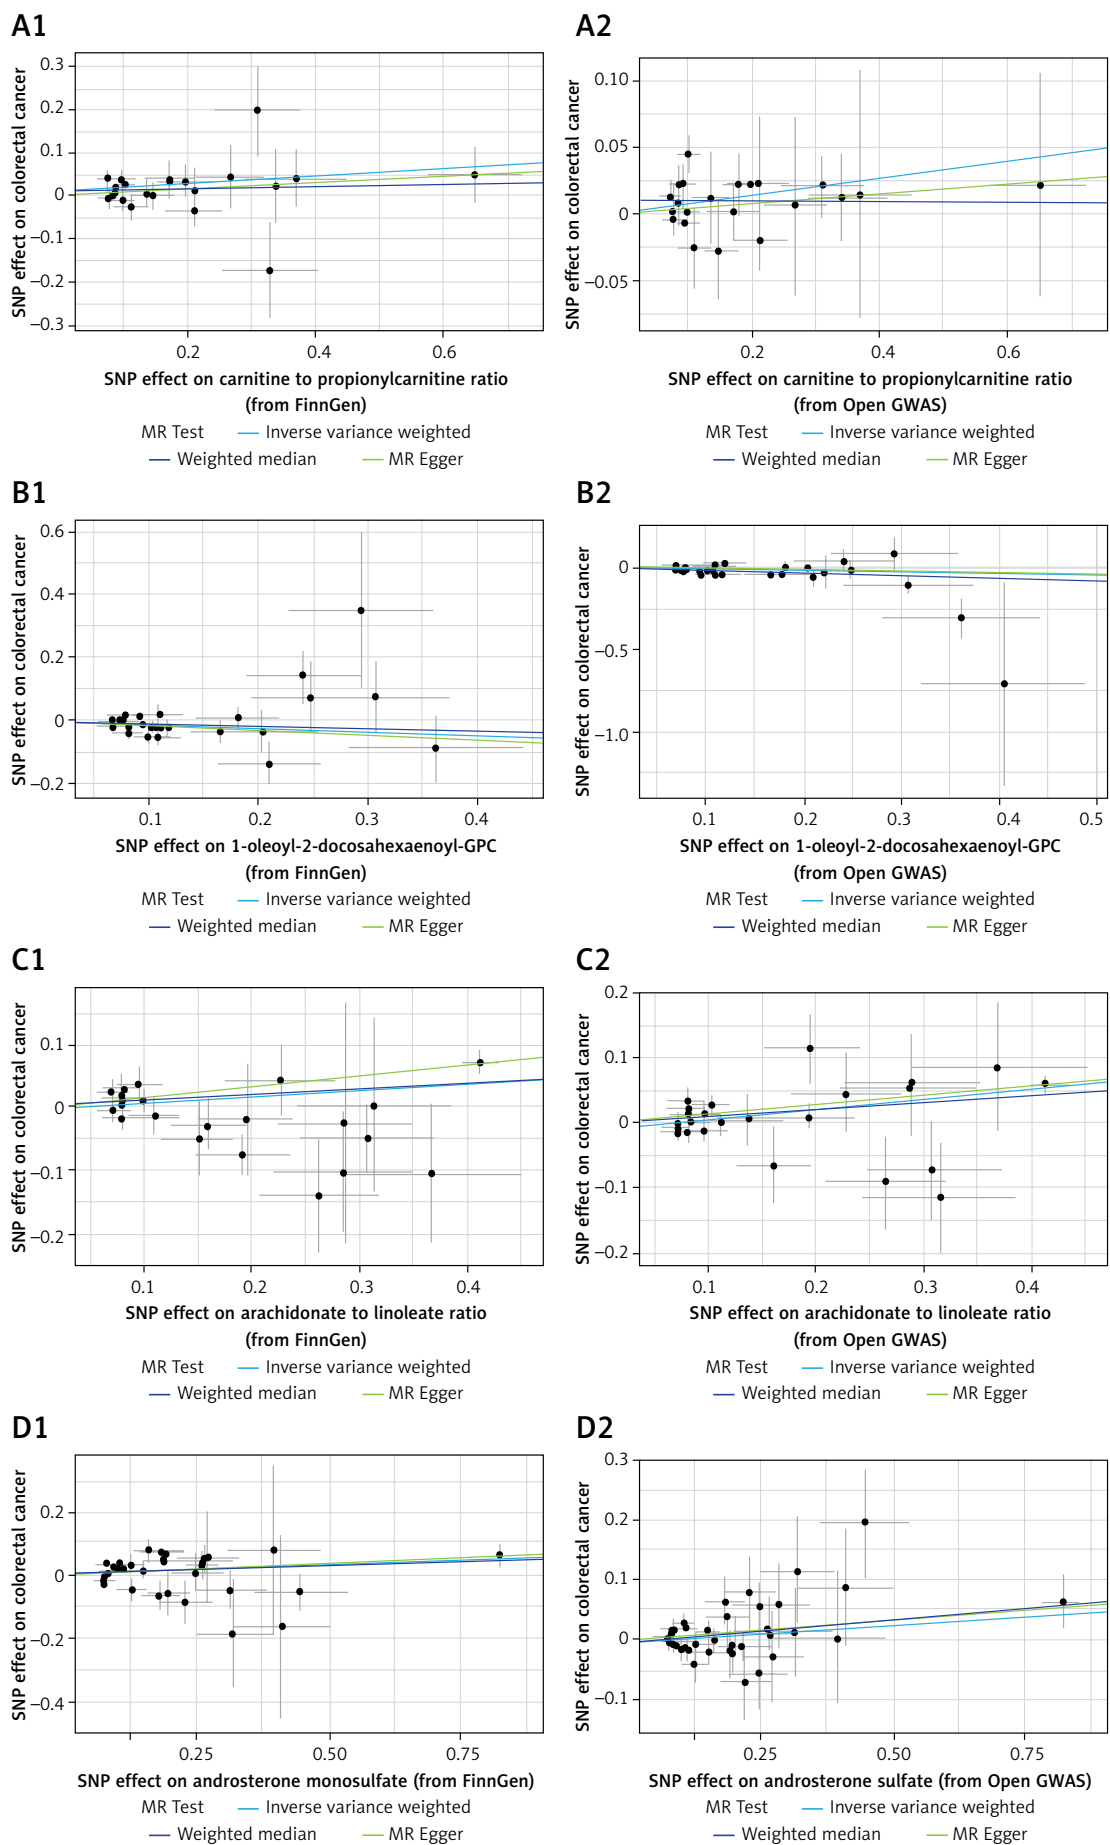 A1
SNP effect on colorectal cancer
0.3
0.2
0.1
0
−0.1
−0.2
−0.3
0.2 0.4 0.6
SNP effect on carnitine to propionylcarnitine ratio
(from FinnGen)
MR Test Inverse variance weighted
Weighted median MR Egger
A2
SNP effect on colorectal cancer
0.10
0.05
0
−0.05
0.2 0.4 0.6
SNP effect on carnitine to propionylcarnitine ratio
(from Open GWAS)
MR Test Inverse variance weighted
Weighted median MR Egger
B1
SNP effect on colorectal cancer
0.6
0.4
0.2
0
−0.2
0.1 0.2 0.3 0.4
SNP effect on 1-oleoyl-2-docosahexaenoyl-GPC
(from FinnGen)
MR Test Inverse variance weighted
Weighted median MR Egger
B2
SNP effect on colorectal cancer
0
−0.5
−1.0
0.1 0.2 0.3 0.4 0.5
SNP effect on 1-oleoyl-2-docosahexaenoyl-GPC
(from Open GWAS)
MR Test Inverse variance weighted
Weighted median MR Egger
C1
SNP effect on colorectal cancer
0.1
0
−0.1
−0.2
0.1 0.2 0.3 0.4
SNP effect on arachidonate to linoleate ratio
(from FinnGen)
MR Test Inverse variance weighted
Weighted median MR Egger
C2
SNP effect on colorectal cancer
0.2
0.1
0
−0.1
−0.2
0.1 0.2 0.3 0.4
SNP effect on arachidonate to linoleate ratio
(from Open GWAS)
MR Test Inverse variance weighted
Weighted median MR Egger
D1
SNP effect on colorectal cancer
0.2
0
−0.2
−0.4
0.25 0.50 0.75
SNP effect on androsterone monosulfate (from FinnGen)
MR Test Inverse variance weighted
Weighted median MR Egger
D2
SNP effect on colorectal cancer
0.3
0.2
0.1
0
−0.1
0.25 0.50 0.75
SNP effect on androsterone sulfate (from Open GWAS)
MR Test Inverse variance weighted
Weighted median MR Egger